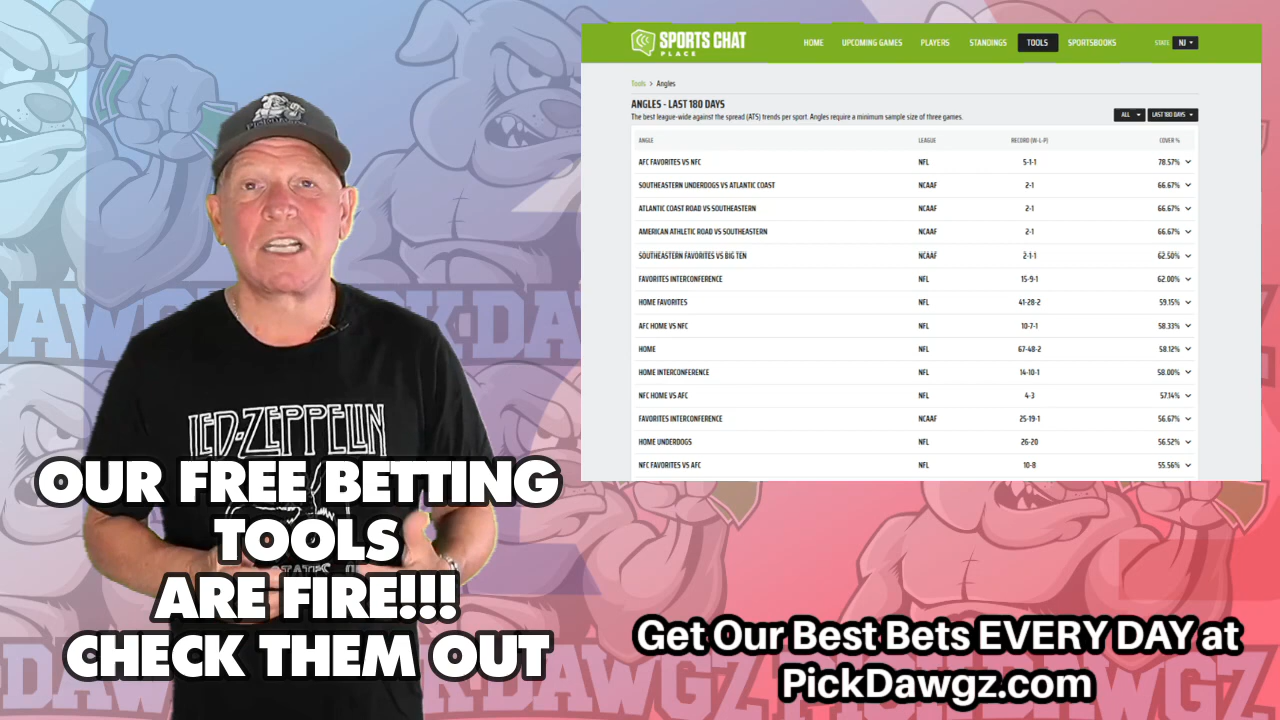 SPORTS CHAT
PLACE
HOME UPCOMING GAMES PLAYERS STANDINGS TOOLS SPORTSBOOKS STATE NJ
Tools > Angles
ANGLES - LAST 180 DAYS
The best league-wide against the spread (ATS) trends per sport. Angles require a minimum sample size of three games.
ALL LAST 180 DAYS
ANGLE LEAGUE RECORD (W-L-P) COVER %
AFC FAVORITES VS NFC NFL 5-1-1 78.57%
SOUTHEASTERN UNDERDOGS VS ATLANTIC COAST NCAAF 2-1 66.67%
ATLANTIC COAST ROAD VS SOUTHEASTERN NCAAF 2-1 66.67%
AMERICAN ATHLETIC ROAD VS SOUTHEASTERN NCAAF 2-1 66.67%
SOUTHEASTERN FAVORITES VS BIG TEN NCAAF 2-1-1 62.50%
FAVORITES INTERCONFERENCE NFL 15-9-1 62.00%
HOME FAVORITES NFL 41-28-2 59.15%
AFC HOME VS NFC NFL 10-7-1 58.33%
HOME NFL 67-48-2 58.12%
HOME INTERCONFERENCE NFL 14-10-1 58.00%
NFC HOME VS AFC NFL 4-3 57.14%
FAVORITES INTERCONFERENCE NCAAF 25-19-1 56.67%
HOME UNDERDOGS NFL 26-20 56.52%
NFC FAVORITES VS AFC NFL 10-8 55.56%
LED-ZEPPELIN
OUR FREE BETTING
TOOLS
ARE FIRE!!!
CHECK THEM OUT
Get Our Best Bets EVERY DAY at
PickDawgz.com